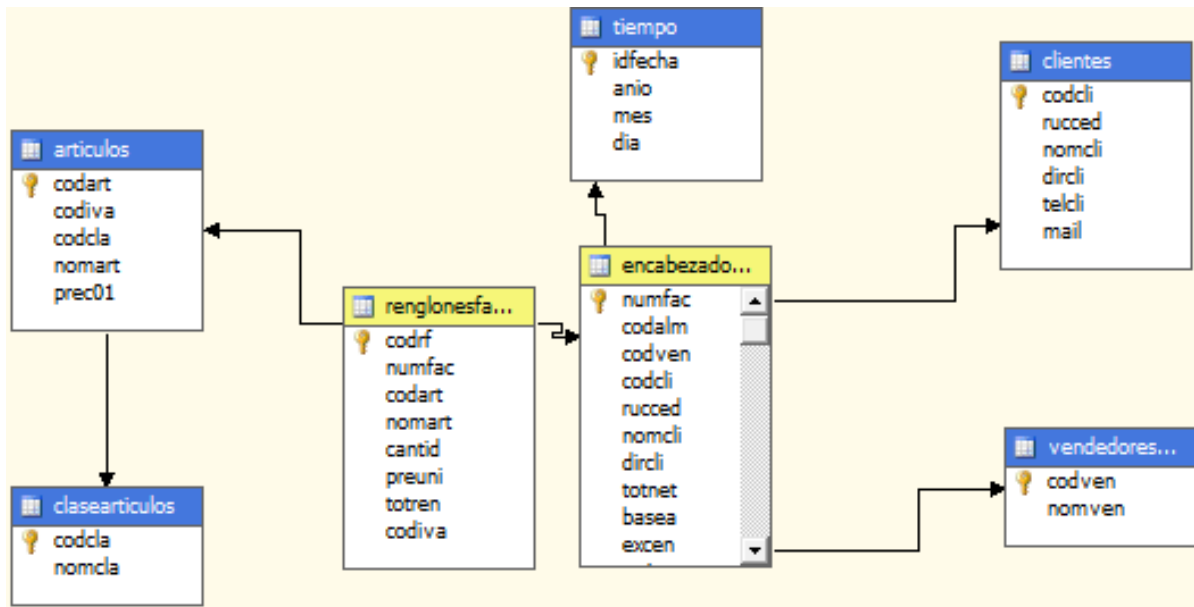 tiempo
idfecha
anio
mes
dia
clientes
codcli
rucced
nomcli
dircli
telcli
mail
articulos
codart
codiva
codcla
nomart
prec01
encabezado...
numfac
codalm
codven
codcli
rucced
nomcli
dircli
totnet
basea
excen
renglonesfa...
codrf
numfac
codart
nomart
cantid
preuni
totren
codiva
vendedores...
codven
nomven
clasearticulos
codcla
nomcla